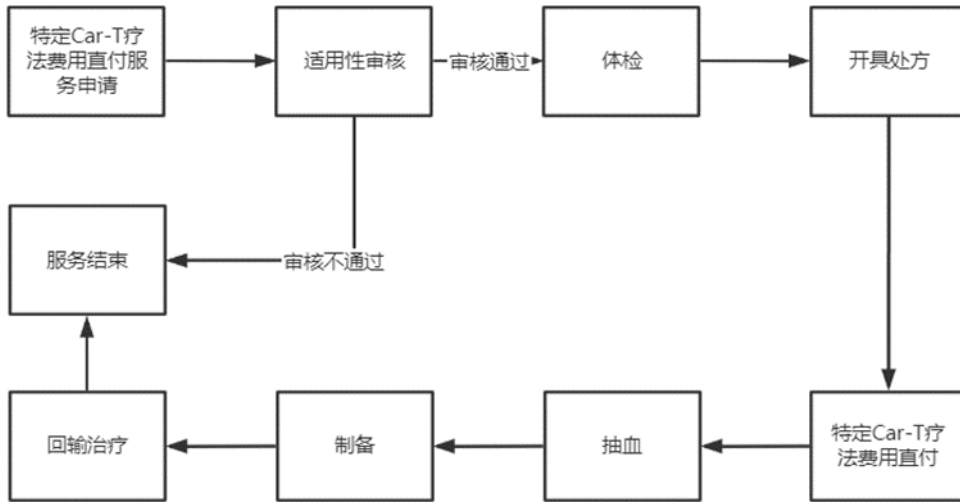 特定Car-T疗
法费用直付服
务申请
适用性审核
审核通过
体检
开具处方
服务结束
审核不通过
回输治疗
制备
抽血
特定Car-T疗
法费用直付